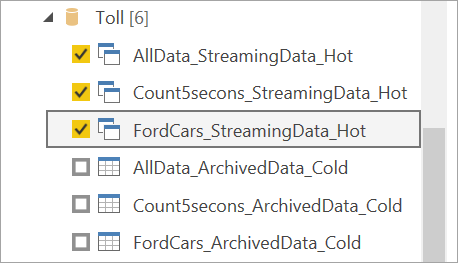 Toll [6]
AllData_StreamingData_Hot
Count5secons_StreamingData_Hot
FordCars_StreamingData_Hot
AllData_ArchivedData_Cold
Count5secons_ArchivedData_Cold
FordCars_ArchivedData_Cold